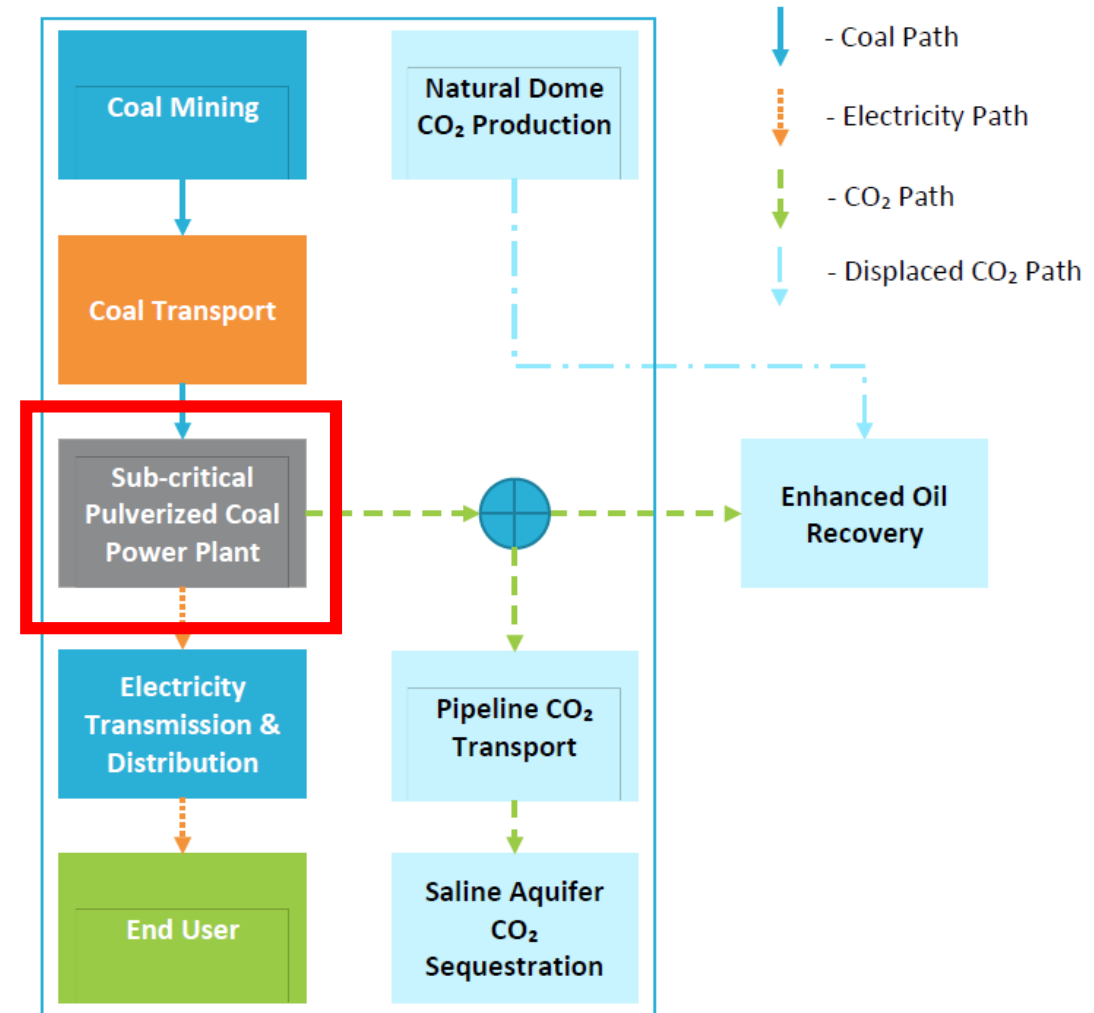 Coal Mining
Natural Dome
CO₂ Production
- Coal Path
- Electricity Path
- CO₂ Path
- Displaced CO₂ Path
Coal Transport
Sub-critical
Pulverized Coal
Power Plant
Enhanced Oil
Recovery
Electricity
Transmission &
Distribution
Pipeline CO₂
Transport
End User
Saline Aquifer
CO₂
Sequestration